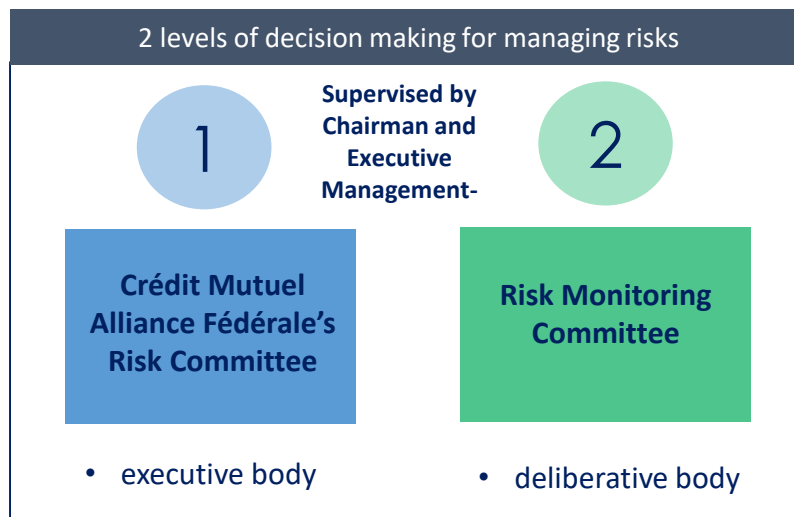 2 levels of decision making for managing risks
1
Supervised by
Chairman and
Executive
Management-
2
Crédit Mutuel
Alliance Fédérale’s
Risk Committee
Risk Monitoring
Committee
• executive body
• deliberative body